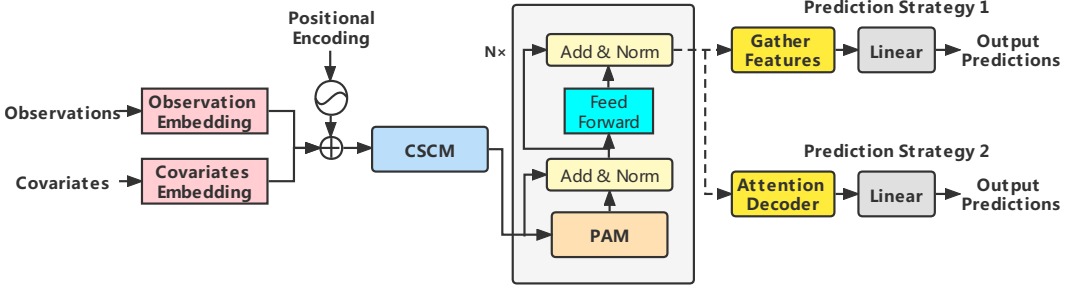 Positional
Encoding
Observations
Observation
Embedding
Covariates
Covariates
Embedding
CSCM
N×
Add & Norm
Feed
Forward
Add & Norm
PAM
Prediction Strategy 1
Gather
Features
Linear
Output
Predictions
Prediction Strategy 2
Attention
Decoder
Linear
Output
Predictions